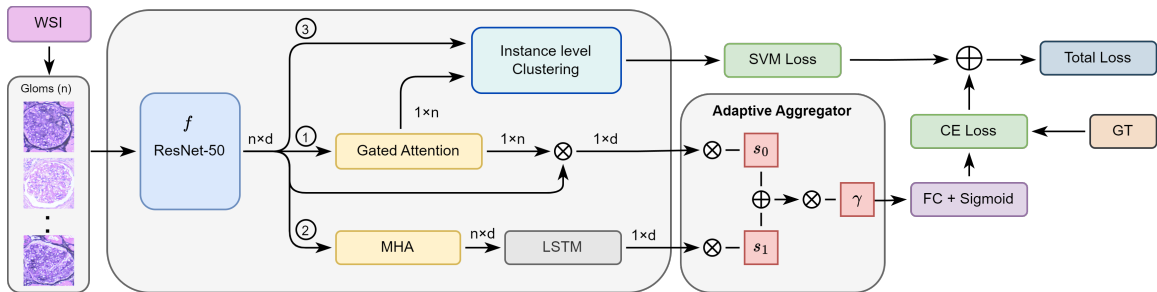 WSI
Gloms (n)
f
ResNet-50
n×d
③
①
②
Instance level
Clustering
1×n
Gated Attention
1×n
⊗
1×d
MHA
n×d
LSTM
1×d
Adaptive Aggregator
⊗
s₀
⊕
⊗
γ
⊗
s₁
SVM Loss
⊕
Total Loss
CE Loss
GT
FC + Sigmoid